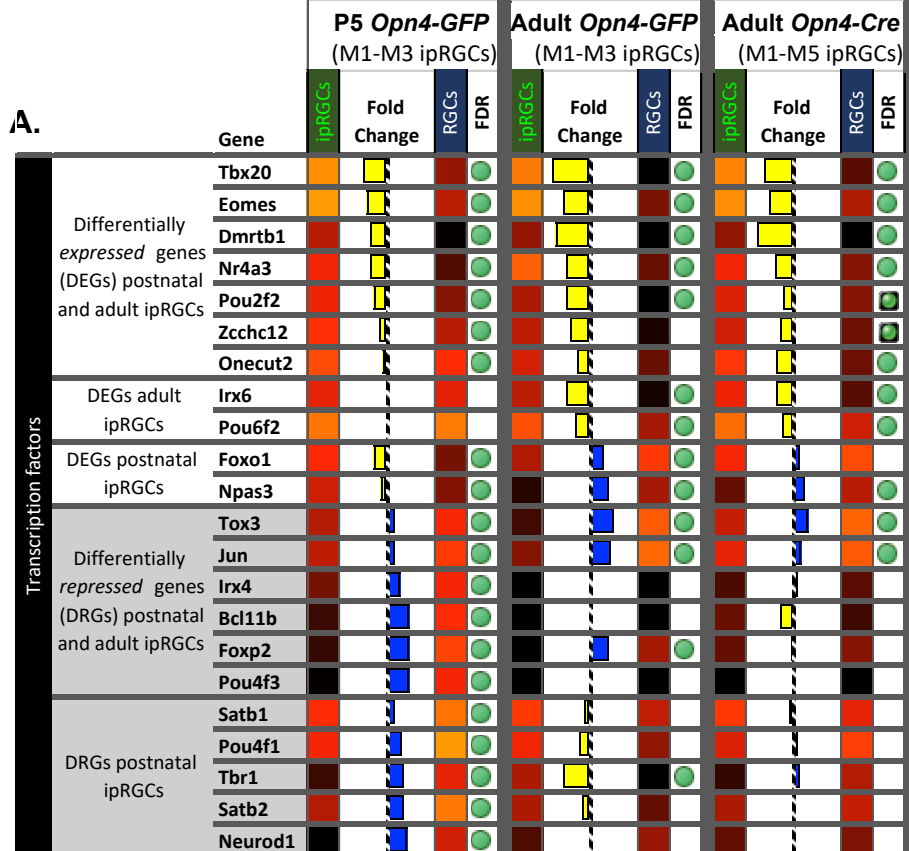 P5 Opn4-GFP
(M1-M3 ipRGCs)
Adult Opn4-GFP
(M1-M3 ipRGCs)
Adult Opn4-Cre
(M1-M5 ipRGCs)
A.
Gene
ipRGCs
Fold
Change
RGCs
FDR
ipRGCs
Fold
Change
RGCs
FDR
ipRGCs
Fold
Change
RGCs
FDR
Transcription factors
Differentially
expressed genes
(DEGs) postnatal
and adult ipRGCs
Tbx20
Eomes
Dmrtb1
Nr4a3
Pou2f2
Zcchc12
Onecut2
DEGs adult
ipRGCs
Irx6
Pou6f2
DEGs postnatal
ipRGCs
Foxo1
Npas3
Differentially
repressed genes
(DRGs) postnatal
and adult ipRGCs
Tox3
Jun
Irx4
Bcl11b
Foxp2
Pou4f3
DRGs postnatal
ipRGCs
Satb1
Pou4f1
Tbr1
Satb2
Neurod1